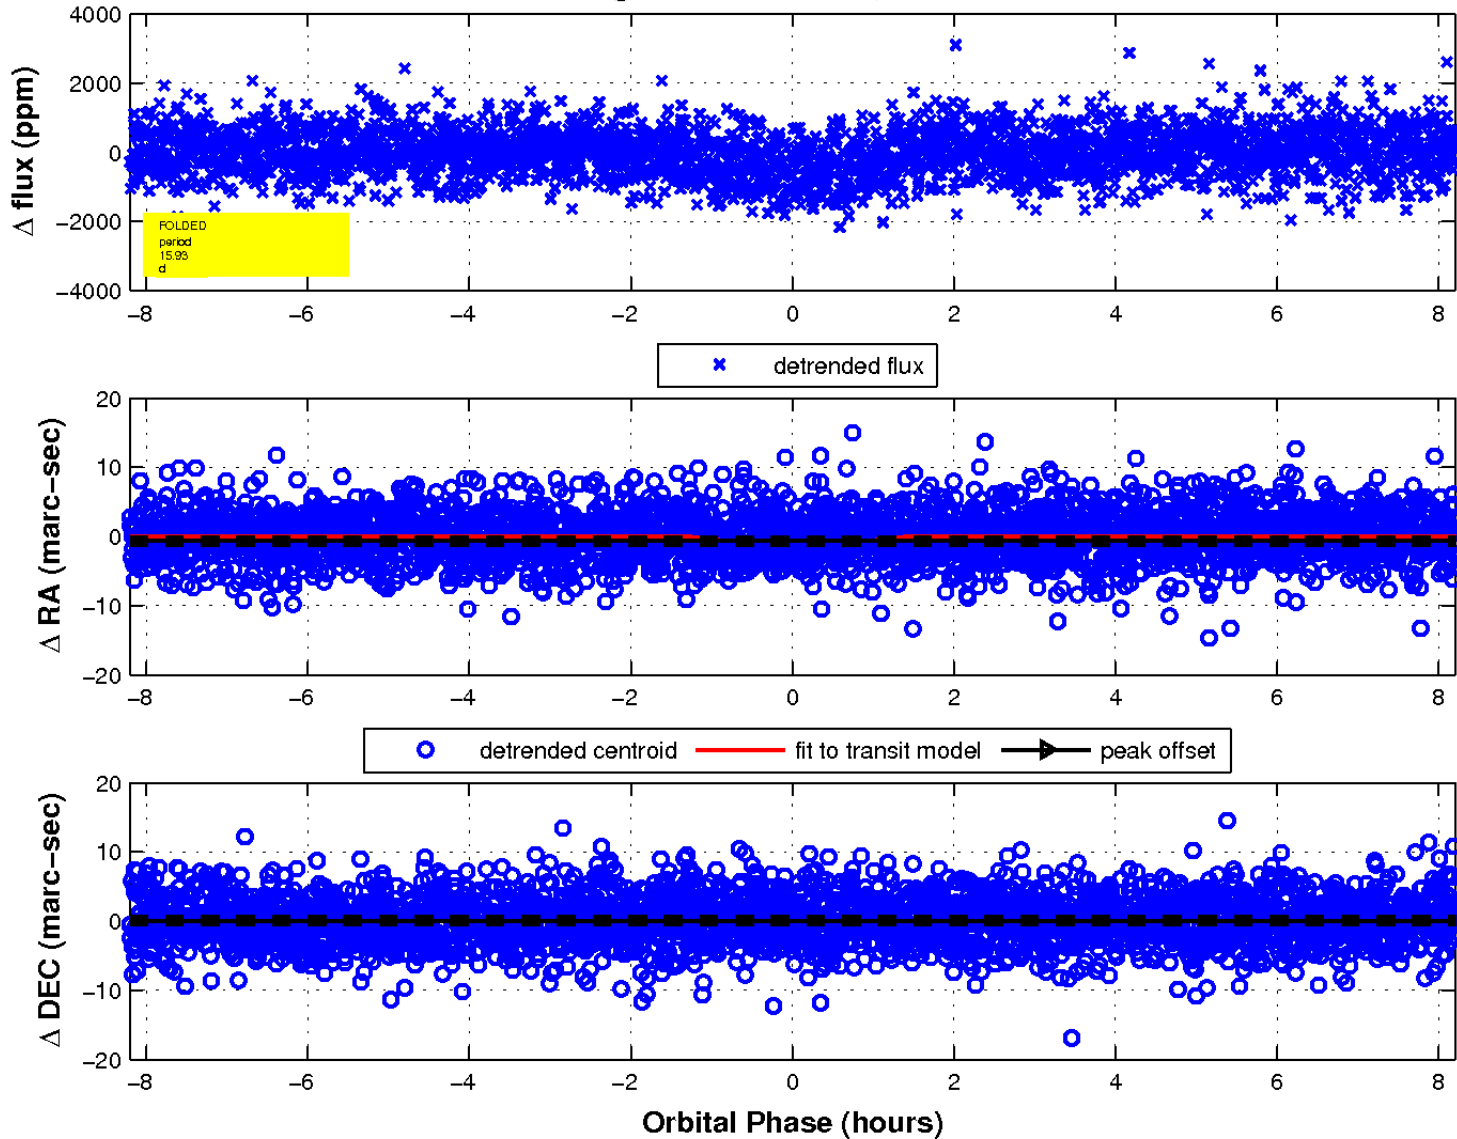 4000
2000
0
−2000
−4000
Δ flux (ppm)
FOLDED
period
15.93
d
−8 −6 −4 −2 0 2 4 6 8
detrended flux
20
10
0
−10
−20
Δ RA (marc−sec)
−8 −6 −4 −2 0 2 4 6 8
detrended centroid fit to transit model peak offset
20
10
0
−10
−20
Δ DEC (marc−sec)
−8 −6 −4 −2 0 2 4 6 8
Orbital Phase (hours)